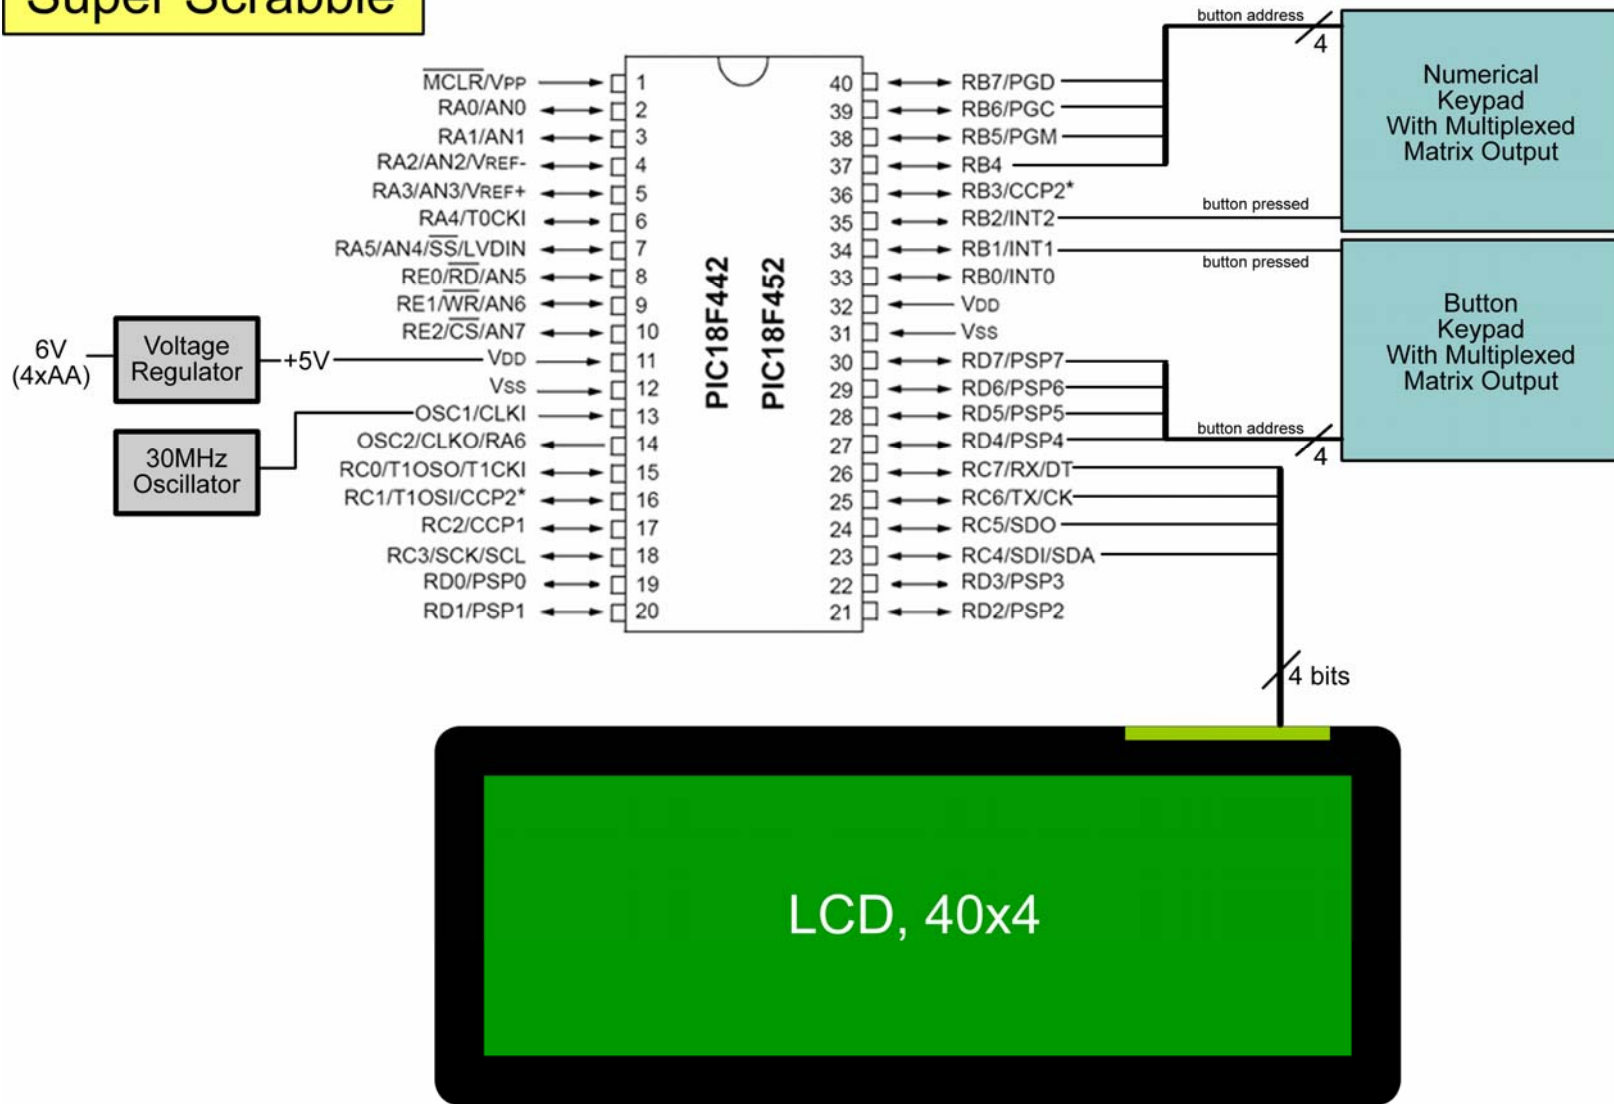 Super Scrabble
MCLR/VPP
RA0/AN0
RA1/AN1
RA2/AN2/VREF-
RA3/AN3/VREF+
RA4/T0CKI
RA5/AN4/SS/LVDIN
RE0/RD/AN5
RE1/WR/AN6
RE2/CS/AN7
VDD
VSS
OSC1/CLKI
OSC2/CLKO/RA6
RC0/T1OSO/T1CKI
RC1/T1OSI/CCP2*
RC2/CCP1
RC3/SCK/SCL
RD0/PSP0
RD1/PSP1
1
2
3
4
5
6
7
8
9
10
11
12
13
14
15
16
17
18
19
20
PIC18F442
PIC18F452
40
39
38
37
36
35
34
33
32
31
30
29
28
27
26
25
24
23
22
21
RB7/PGD
RB6/PGC
RB5/PGM
RB4
RB3/CCP2*
RB2/INT2
RB1/INT1
RB0/INT0
VDD
VSS
RD7/PSP7
RD6/PSP6
RD5/PSP5
RD4/PSP4
RC7/RX/DT
RC6/TX/CK
RC5/SDO
RC4/SDI/SDA
RD3/PSP3
RD2/PSP2
6V
(4xAA)
Voltage
Regulator
+5V
30MHz
Oscillator
button address
4
Numerical
Keypad
With Multiplexed
Matrix Output
button pressed
button pressed
Button
Keypad
With Multiplexed
Matrix Output
button address
4
4 bits
LCD, 40x4